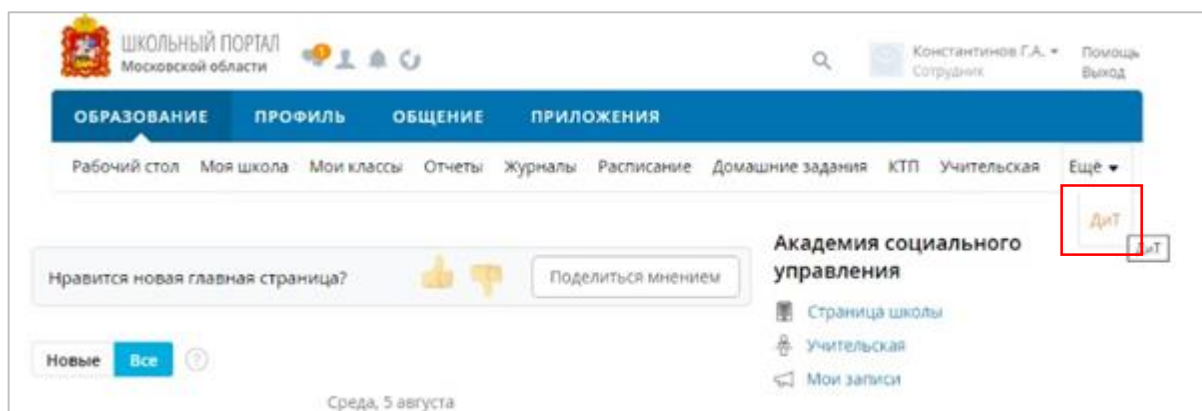 ШКОЛЬНЫЙ ПОРТАЛ
Московской области
1
Константинов Г.А.
Сотрудник
Помощь
Выход
ОБРАЗОВАНИЕ ПРОФИЛЬ ОБЩЕНИЕ ПРИЛОЖЕНИЯ
Рабочий стол Моя школа Мои классы Отчеты Журналы Расписание Домашние задания КТП Учительская Ещё
ДиТ
ДиТ
Нравится новая главная страница? Поделиться мнением
Академия социального
управления
Страница школы
Учительская
Мои записи
Новые Все ?
Среда, 5 августа